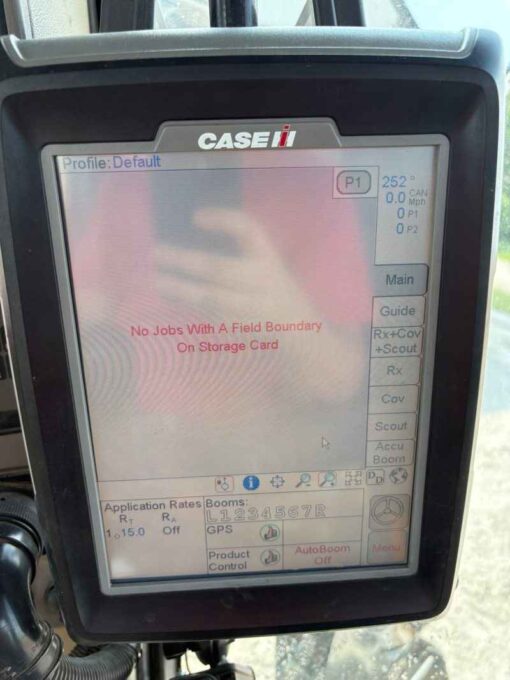 CASE IH
Profile: Default
P1
252°
0.0 CAN Mph
0 P1
0 P2
Main
Guide
Rx+Cov
+Scout
Rx
Cov
Scout
Accu
Boom
No Jobs With A Field Boundary
On Storage Card
Application Rates
RT RA
15.0 Off
Booms:
L1234567R
GPS
Product
Control
AutoBoom
Off
Menu